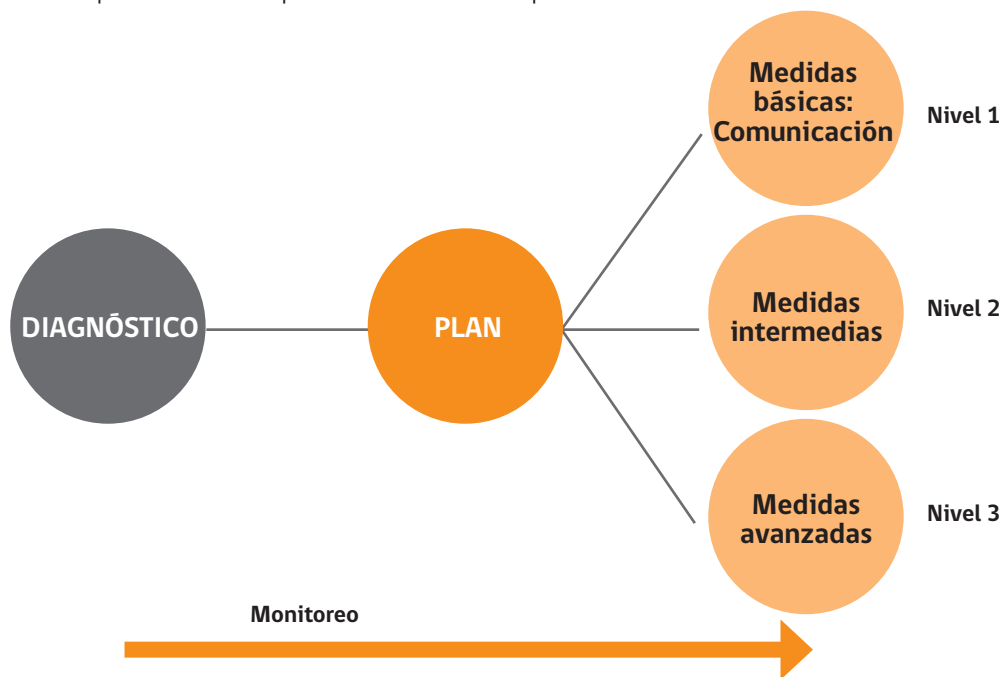 Medidas
básicas:
Comunicación
Nivel 1
DIAGNÓSTICO
PLAN
Medidas
intermedias
Nivel 2
Medidas
avanzadas
Nivel 3
Monitoreo